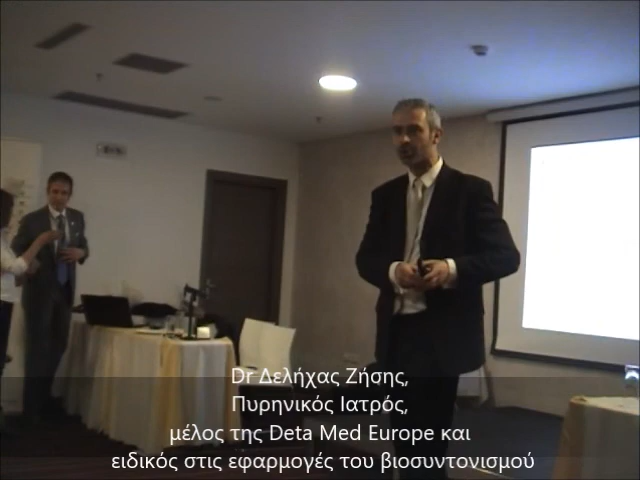 Dr Δελήχας Ζήσης,
Πυρηνικός Ιατρός,
μέλος της Deta Med Europe και
ειδικός στις εφαρμογές του βιοσυντονισμού